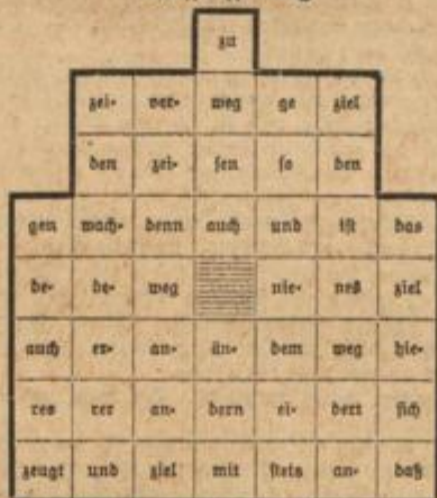 zu
zei- ver- weg ge ziel
den zei- sen so den
gen wach- denn auch und ist das
be- be- weg nie- nes ziel
auch er- an- än- dem weg hie-
res rer an- dern ei- dert sich
zeugt und ziel mit stets an- daß